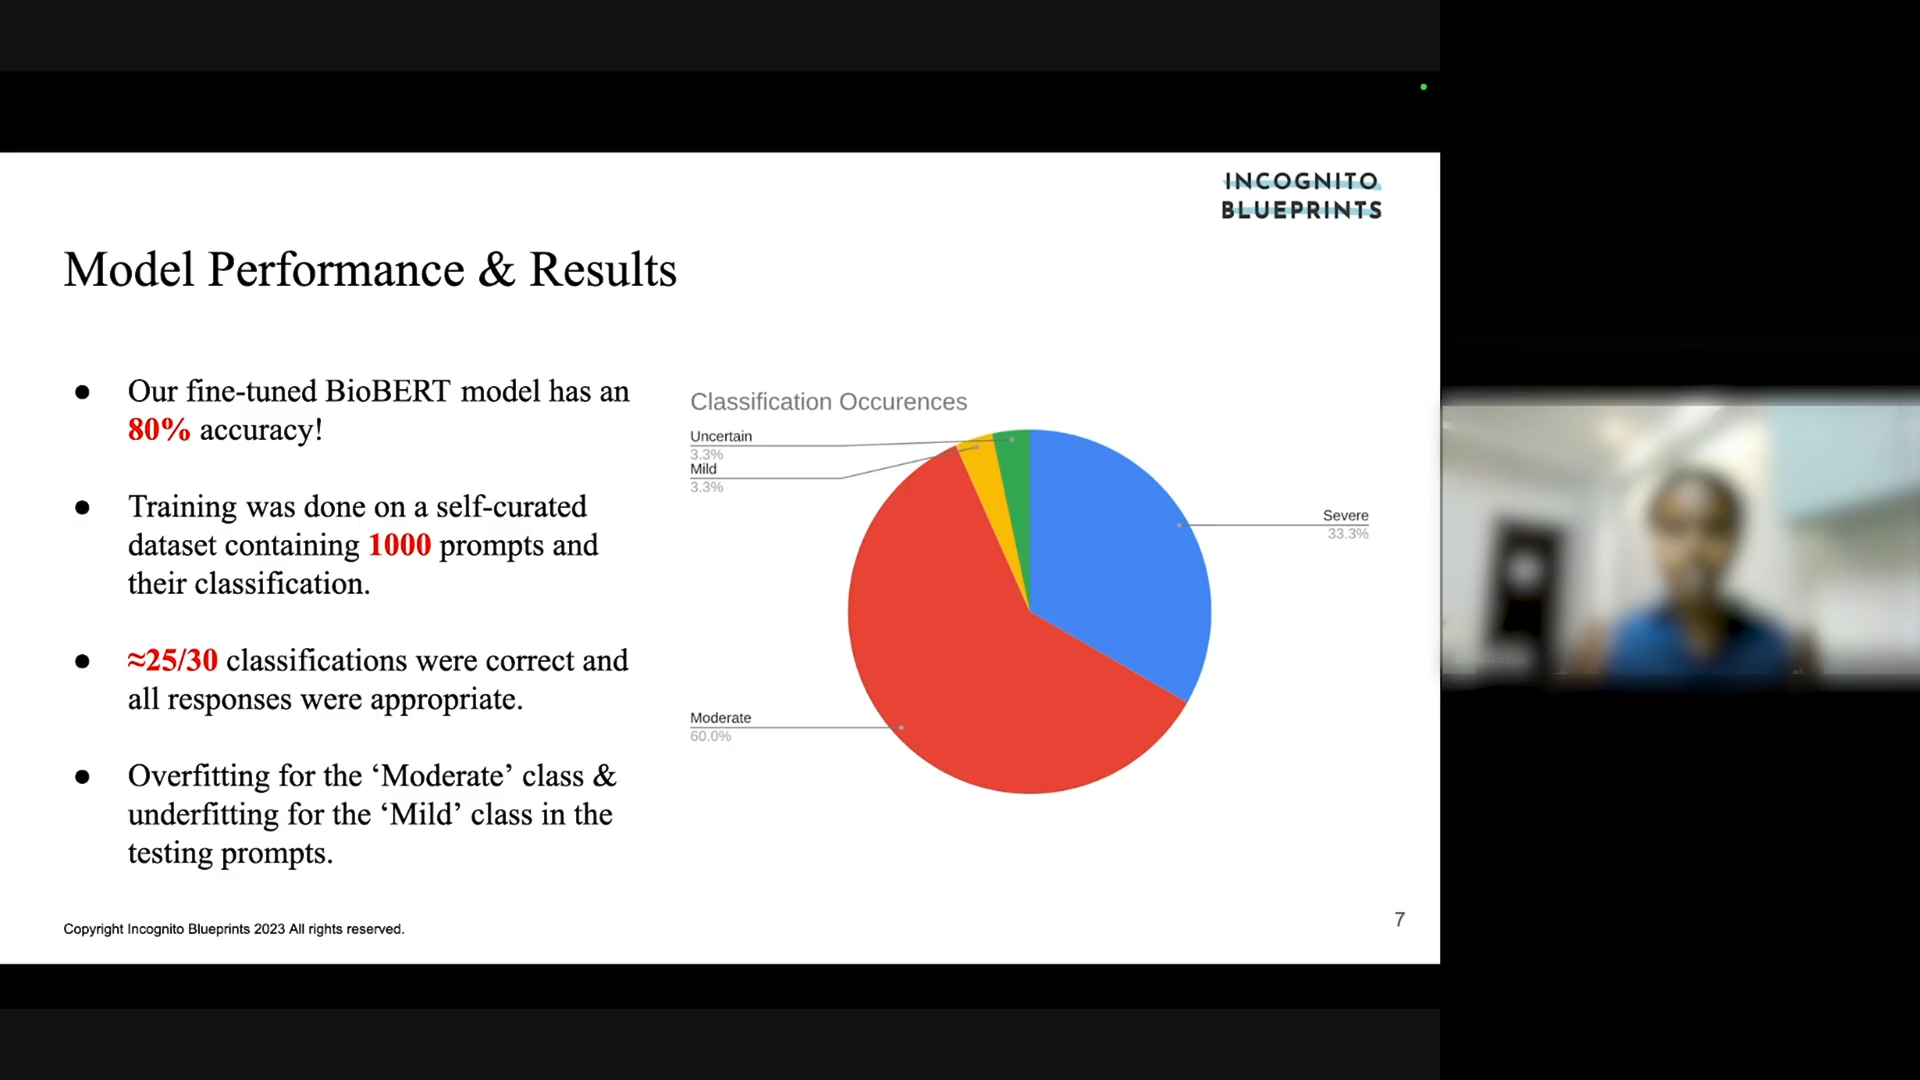 INCOGNITO
BLUEPRINTS
Model Performance & Results
● Our fine-tuned BioBERT model has an
80% accuracy!
● Training was done on a self-curated
dataset containing 1000 prompts and
their classification.
● ≈25/30 classifications were correct and
all responses were appropriate.
● Overfitting for the ‘Moderate’ class &
underfitting for the ‘Mild’ class in the
testing prompts.
Classification Occurences
Uncertain
3.3%
Mild
3.3%
Severe
33.3%
Moderate
60.0%
Copyright Incognito Blueprints 2023 All rights reserved.
7